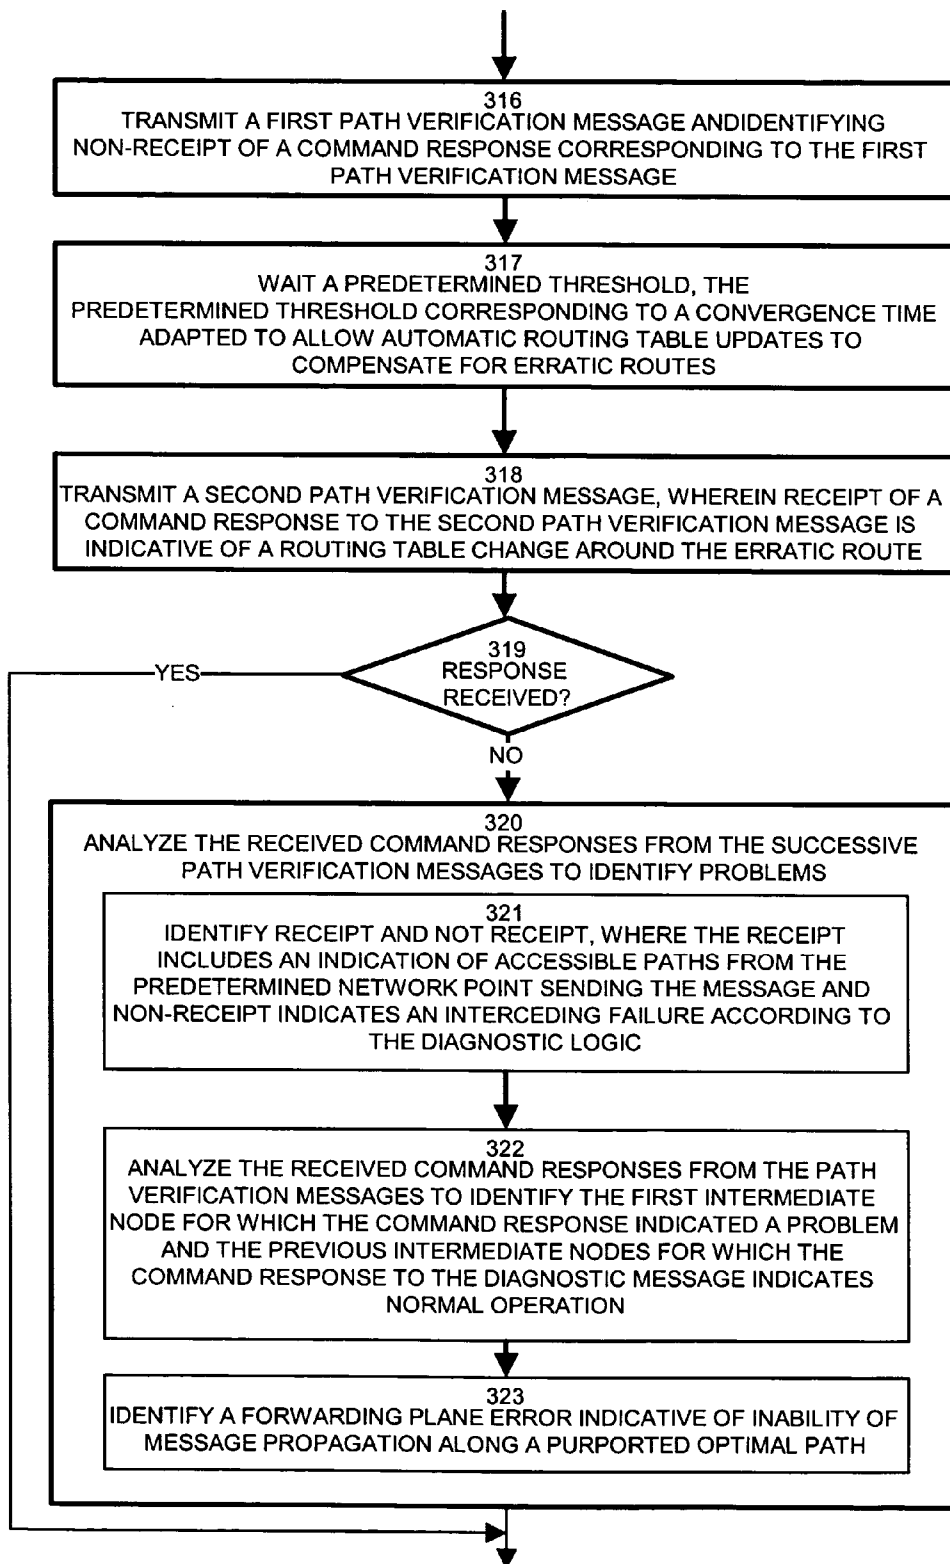 316
TRANSMIT A FIRST PATH VERIFICATION MESSAGE ANDIDENTIFYING
NON-RECEIPT OF A COMMAND RESPONSE CORRESPONDING TO THE FIRST
PATH VERIFICATION MESSAGE
317
WAIT A PREDETERMINED THRESHOLD, THE
PREDETERMINED THRESHOLD CORRESPONDING TO A CONVERGENCE TIME
ADAPTED TO ALLOW AUTOMATIC ROUTING TABLE UPDATES TO
COMPENSATE FOR ERRATIC ROUTES
318
TRANSMIT A SECOND PATH VERIFICATION MESSAGE, WHEREIN RECEIPT OF A
COMMAND RESPONSE TO THE SECOND PATH VERIFICATION MESSAGE IS
INDICATIVE OF A ROUTING TABLE CHANGE AROUND THE ERRATIC ROUTE
319
RESPONSE
RECEIVED?
YES
NO
320
ANALYZE THE RECEIVED COMMAND RESPONSES FROM THE SUCCESSIVE
PATH VERIFICATION MESSAGES TO IDENTIFY PROBLEMS
321
IDENTIFY RECEIPT AND NOT RECEIPT, WHERE THE RECEIPT
INCLUDES AN INDICATION OF ACCESSIBLE PATHS FROM THE
PREDETERMINED NETWORK POINT SENDING THE MESSAGE AND
NON-RECEIPT INDICATES AN INTERCEDING FAILURE ACCORDING TO
THE DIAGNOSTIC LOGIC
322
ANALYZE THE RECEIVED COMMAND RESPONSES FROM THE PATH
VERIFICATION MESSAGES TO IDENTIFY THE FIRST INTERMEDIATE
NODE FOR WHICH THE COMMAND RESPONSE INDICATED A PROBLEM
AND THE PREVIOUS INTERMEDIATE NODES FOR WHICH THE
COMMAND RESPONSE TO THE DIAGNOSTIC MESSAGE INDICATES
NORMAL OPERATION
323
IDENTIFY A FORWARDING PLANE ERROR INDICATIVE OF INABILITY OF
MESSAGE PROPAGATION ALONG A PURPORTED OPTIMAL PATH